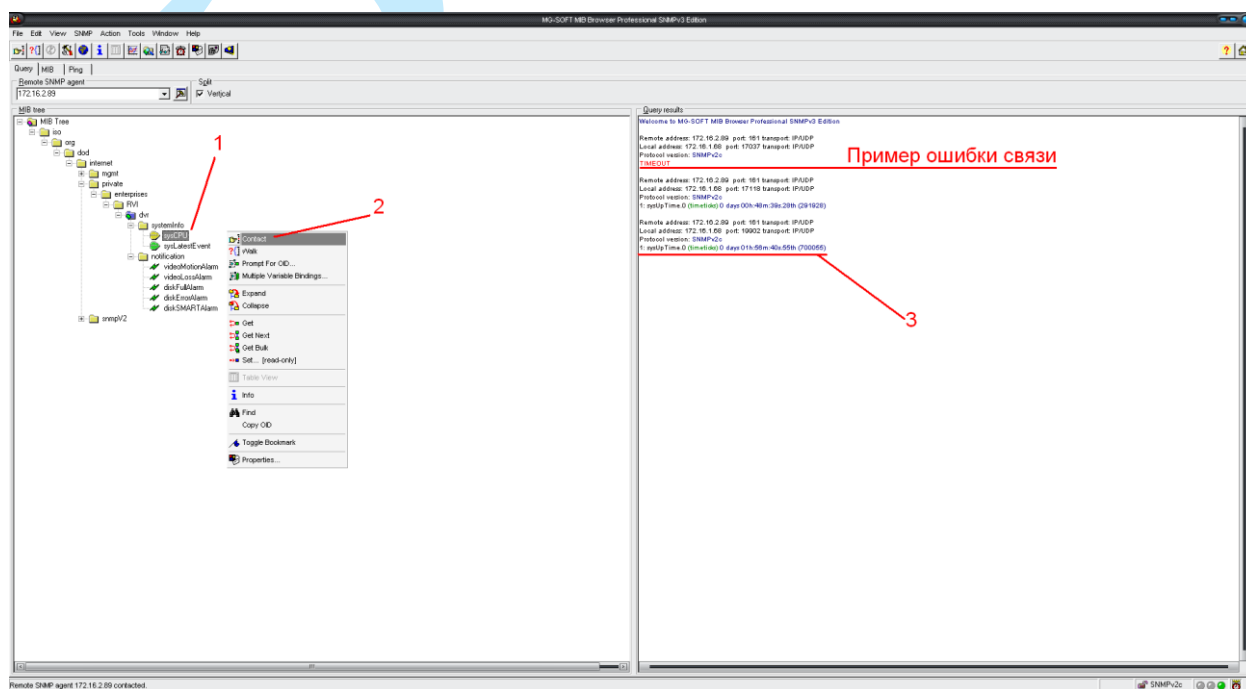 MG-SOFT MIB Browser Professional SNMPv3 Edition
File Edit View SNMP Action Tools Window Help
Query MIB Ping
Remote SNMP agent Split
172.16.2.89 Vertical
MIB tree
MIB Tree
iso
org
dod
internet
mgmt
private
enterprises
RVI
dvr
systemInfo
sysCPU
sysLatestEvent
notification
videoMotionAlarm
videoLossAlarm
diskFullAlarm
diskErrorAlarm
diskSMARTAlarm
snmpV2
1
2
Contact
Walk
Prompt For OID...
Multiple Variable Bindings...
Expand
Collapse
Get
Get Next
Get Bulk
Set... [read-only]
Table View
Info
Find
Copy OID
Toggle Bookmark
Properties...
Query results
Welcome to MG-SOFT MIB Browser Professional SNMPv3 Edition
Remote address: 172.16.2.89 port: 161 transport: IP/UDP
Local address: 172.16.1.68 port: 17037 transport: IP/UDP
Protocol version: SNMPv2c
TIMEOUT
Пример ошибки связи
Remote address: 172.16.2.89 port: 161 transport: IP/UDP
Local address: 172.16.1.68 port: 17118 transport: IP/UDP
Protocol version: SNMPv2c
1: sysUpTime.0 (timeticks) 0 days 00h:48m:39s.28th (291928)
Remote address: 172.16.2.89 port: 161 transport: IP/UDP
Local address: 172.16.1.68 port: 19902 transport: IP/UDP
Protocol version: SNMPv2c
1: sysUpTime.0 (timeticks) 0 days 01h:56m:40s.55th (700055)
3
Remote SNMP agent 172.16.2.89 contacted.
SNMPv2c